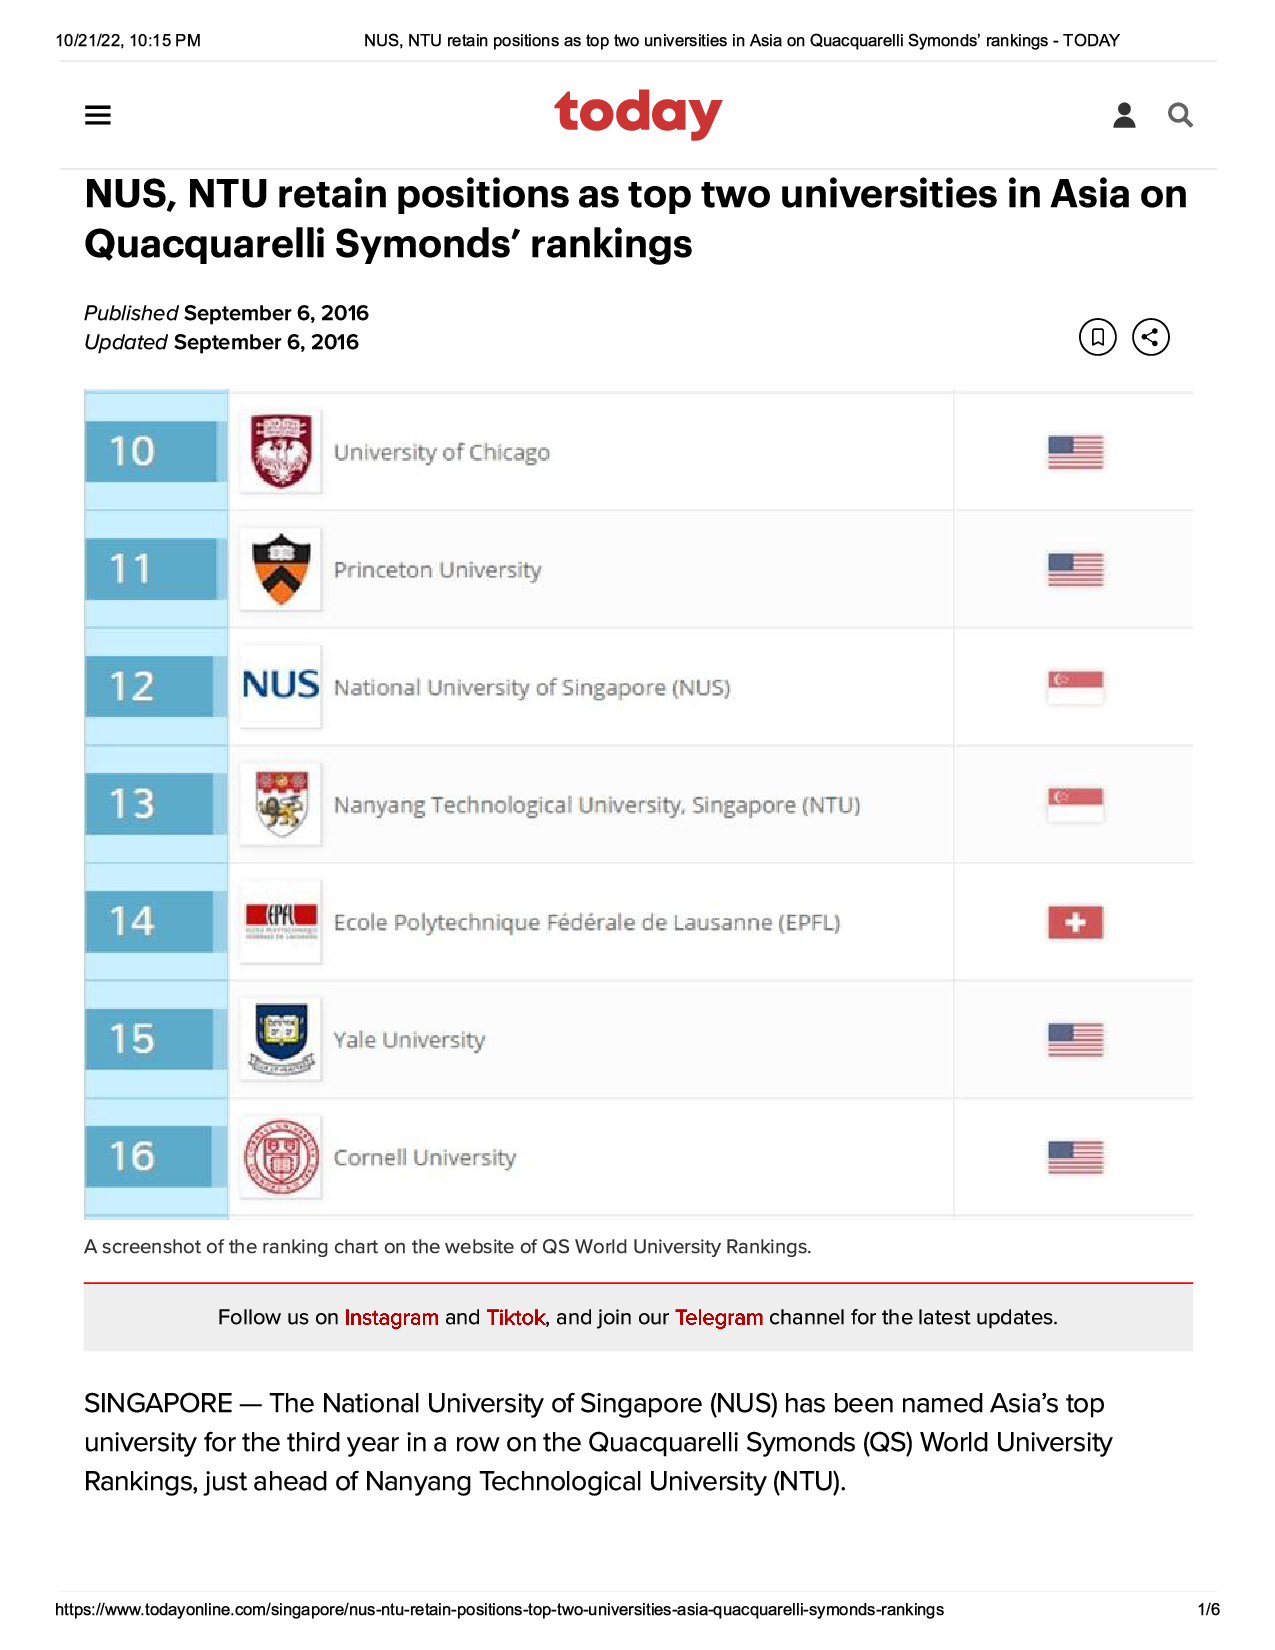 10/21/22, 10:15 PM NUS, NTU retain positions as top two universities in Asia on Quacquarelli Symonds’ rankings - TODAY
today
NUS, NTU retain positions as top two universities in Asia on
Quacquarelli Symonds’ rankings
Published September 6, 2016
Updated September 6, 2016
10 University of Chicago
11 Princeton University
12 NUS National University of Singapore (NUS)
13 Nanyang Technological University, Singapore (NTU)
14 EPFL Ecole Polytechnique Fédérale de Lausanne (EPFL)
15 Yale University
16 Cornell University
A screenshot of the ranking chart on the website of QS World University Rankings.
Follow us on Instagram and Tiktok, and join our Telegram channel for the latest updates.
SINGAPORE — The National University of Singapore (NUS) has been named Asia’s top
university for the third year in a row on the Quacquarelli Symonds (QS) World University
Rankings, just ahead of Nanyang Technological University (NTU).
https://www.todayonline.com/singapore/nus-ntu-retain-positions-top-two-universities-asia-quacquarelli-symonds-rankings 1/6